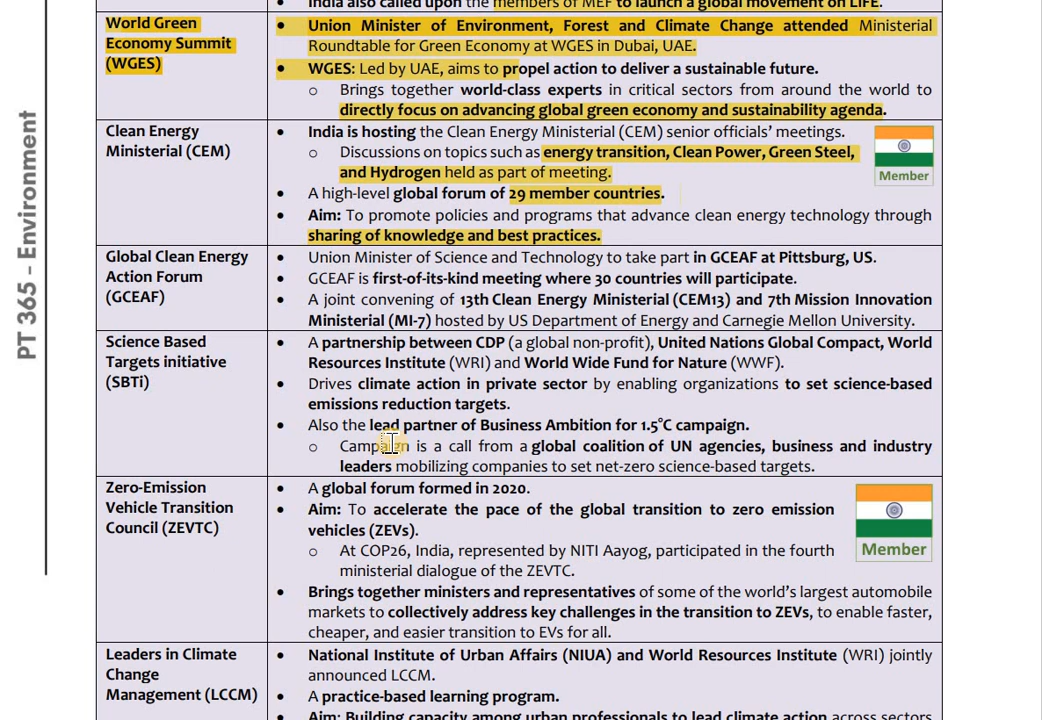 India also called upon the members of MEF to launch a global movement on LIFE.
World Green
Economy Summit
(WGES)
• Union Minister of Environment, Forest and Climate Change attended Ministerial
Roundtable for Green Economy at WGES in Dubai, UAE.
• WGES: Led by UAE, aims to propel action to deliver a sustainable future.
o Brings together world-class experts in critical sectors from around the world to
directly focus on advancing global green economy and sustainability agenda.
Clean Energy
Ministerial (CEM)
• India is hosting the Clean Energy Ministerial (CEM) senior officials' meetings.
o Discussions on topics such as energy transition, Clean Power, Green Steel,
and Hydrogen held as part of meeting.
• A high-level global forum of 29 member countries.
• Aim: To promote policies and programs that advance clean energy technology through
sharing of knowledge and best practices.
Member
Global Clean Energy
Action Forum
(GCEAF)
• Union Minister of Science and Technology to take part in GCEAF at Pittsburg, US.
• GCEAF is first-of-its-kind meeting where 30 countries will participate.
• A joint convening of 13th Clean Energy Ministerial (CEM13) and 7th Mission Innovation
Ministerial (MI-7) hosted by US Department of Energy and Carnegie Mellon University.
Science Based
Targets initiative
(SBTi)
• A partnership between CDP (a global non-profit), United Nations Global Compact, World
Resources Institute (WRI) and World Wide Fund for Nature (WWF).
• Drives climate action in private sector by enabling organizations to set science-based
emissions reduction targets.
• Also the lead partner of Business Ambition for 1.5°C campaign.
o Campaign is a call from a global coalition of UN agencies, business and industry
leaders mobilizing companies to set net-zero science-based targets.
Zero-Emission
Vehicle Transition
Council (ZEVTC)
• A global forum formed in 2020.
• Aim: To accelerate the pace of the global transition to zero emission
vehicles (ZEVs).
o At COP26, India, represented by NITI Aayog, participated in the fourth
ministerial dialogue of the ZEVTC.
• Brings together ministers and representatives of some of the world's largest automobile
markets to collectively address key challenges in the transition to ZEVs, to enable faster,
cheaper, and easier transition to EVs for all.
Member
Leaders in Climate
Change
Management (LCCM)
• National Institute of Urban Affairs (NIUA) and World Resources Institute (WRI) jointly
announced LCCM.
• A practice-based learning program.
• Aim: Building capacity among urban professionals to lead climate action across sectors
PT 365 - Environment